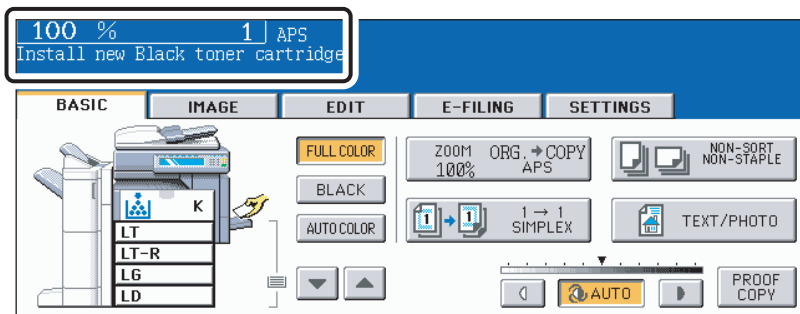 100 % 1 APS
Install new Black toner cartridge
BASIC IMAGE EDIT E-FILING SETTINGS
FULL COLOR
BLACK
AUTO COLOR
K
LT
LT-R
LG
LD
ZOOM ORG.→COPY
100% APS
NON-SORT
NON-STAPLE
1 1 1→1
SIMPLEX
TEXT/PHOTO
AUTO
PROOF
COPY